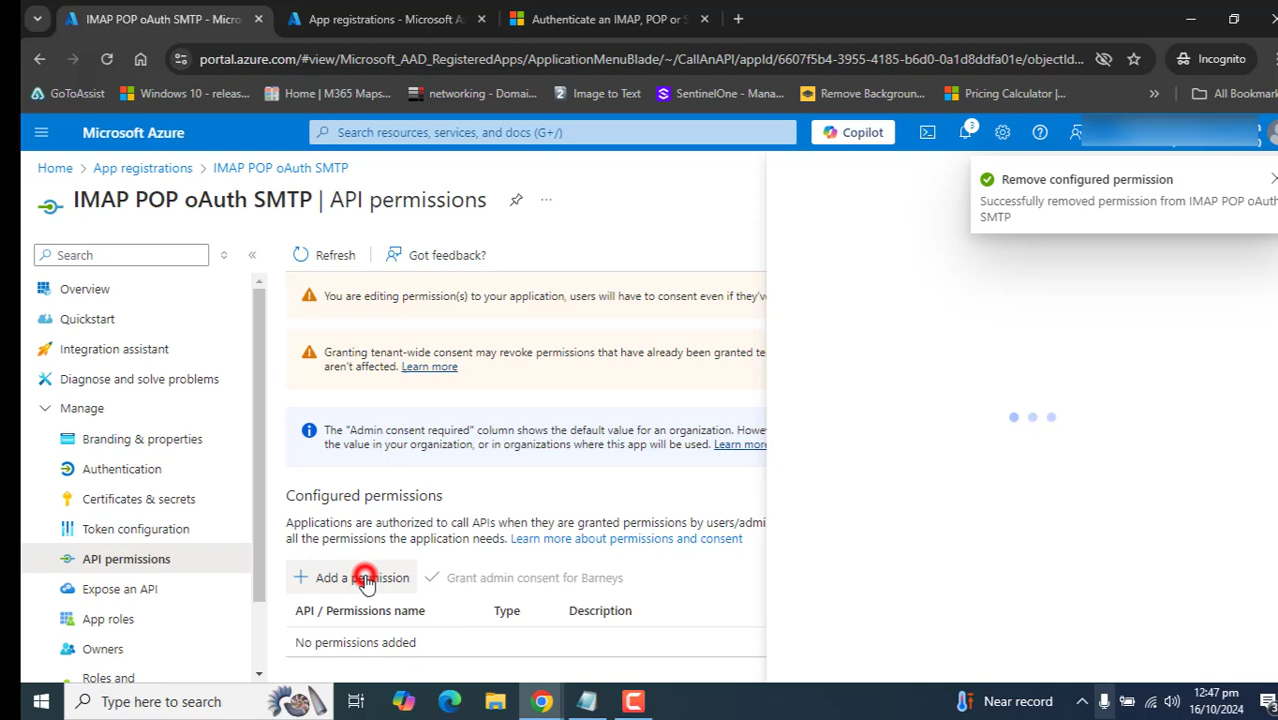 IMAP POP oAuth SMTP - Micro
App registrations - Microsoft A
Authenticate an IMAP, POP or S
portal.azure.com/#view/Microsoft_AAD_RegisteredApps/ApplicationMenuBlade/~/CallAnAPI/appId/6607f5b4-3955-4185-b6d0-0a1d8ddfa01e/objectId...
Incognito
GoToAssist
Windows 10 - releas...
Home | M365 Maps...
networking - Domai...
Image to Text
SentinelOne - Mana...
Remove Backgroun...
Pricing Calculator |...
All Bookmark
Microsoft Azure
Search resources, services, and docs (G+/)
Copilot
3
Home
App registrations
IMAP POP oAuth SMTP
IMAP POP oAuth SMTP | API permissions
Remove configured permission
Successfully removed permission from IMAP POP oAuth
SMTP
Search
Refresh
Got feedback?
Overview
Quickstart
Integration assistant
Diagnose and solve problems
Manage
Branding & properties
Authentication
Certificates & secrets
Token configuration
API permissions
Expose an API
App roles
Owners
Roles and
You are editing permission(s) to your application, users will have to consent even if they've
Granting tenant-wide consent may revoke permissions that have already been granted te
aren't affected. Learn more
The "Admin consent required" column shows the default value for an organization. Howev
the value in your organization, or in organizations where this app will be used. Learn more
Configured permissions
Applications are authorized to call APIs when they are granted permissions by users/admi
all the permissions the application needs. Learn more about permissions and consent
Add a permission
Grant admin consent for Barneys
API / Permissions name
Type
Description
No permissions added
Type here to search
Near record
12:47 pm
16/10/2024
3